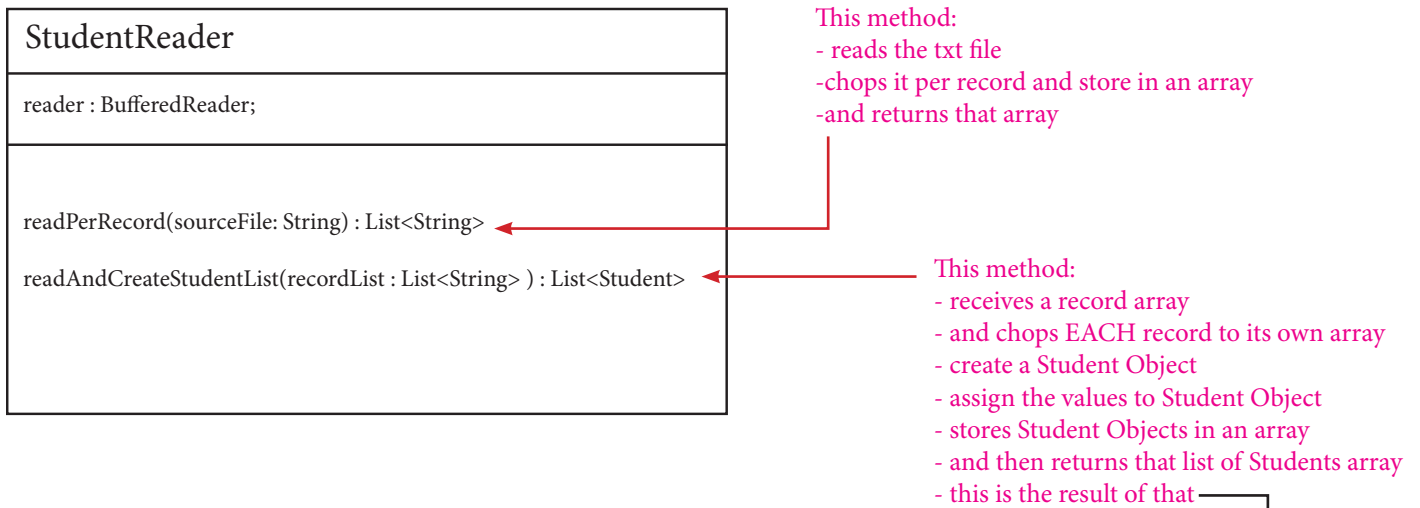 StudentReader
reader : BufferedReader;
readPerRecord(sourceFile: String) : List<String>
readAndCreateStudentList(recordList : List<String> ) : List<Student>
This method:
- reads the txt file
-chops it per record and store in an array
-and returns that array
This method:
- receives a record array
- and chops EACH record to its own array
- create a Student Object
- assign the values to Student Object
- stores Student Objects in an array
- and then returns that list of Students array
- this is the result of that